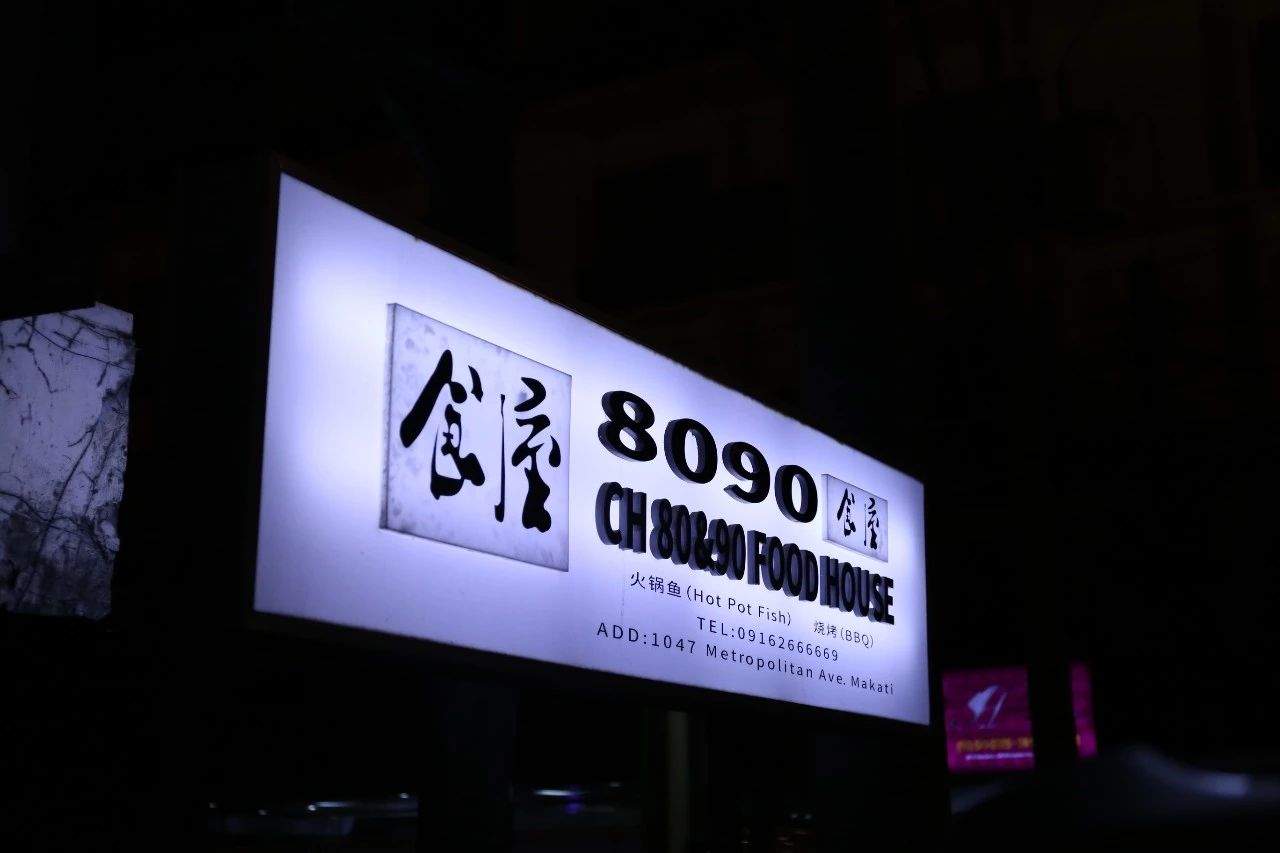 食屋
8090 食屋
CH 80&90 FOOD HOUSE
火锅鱼(Hot Pot Fish) 烧烤(BBQ)
TEL:09162666669
ADD:1047 Metropolitan Ave. Makati